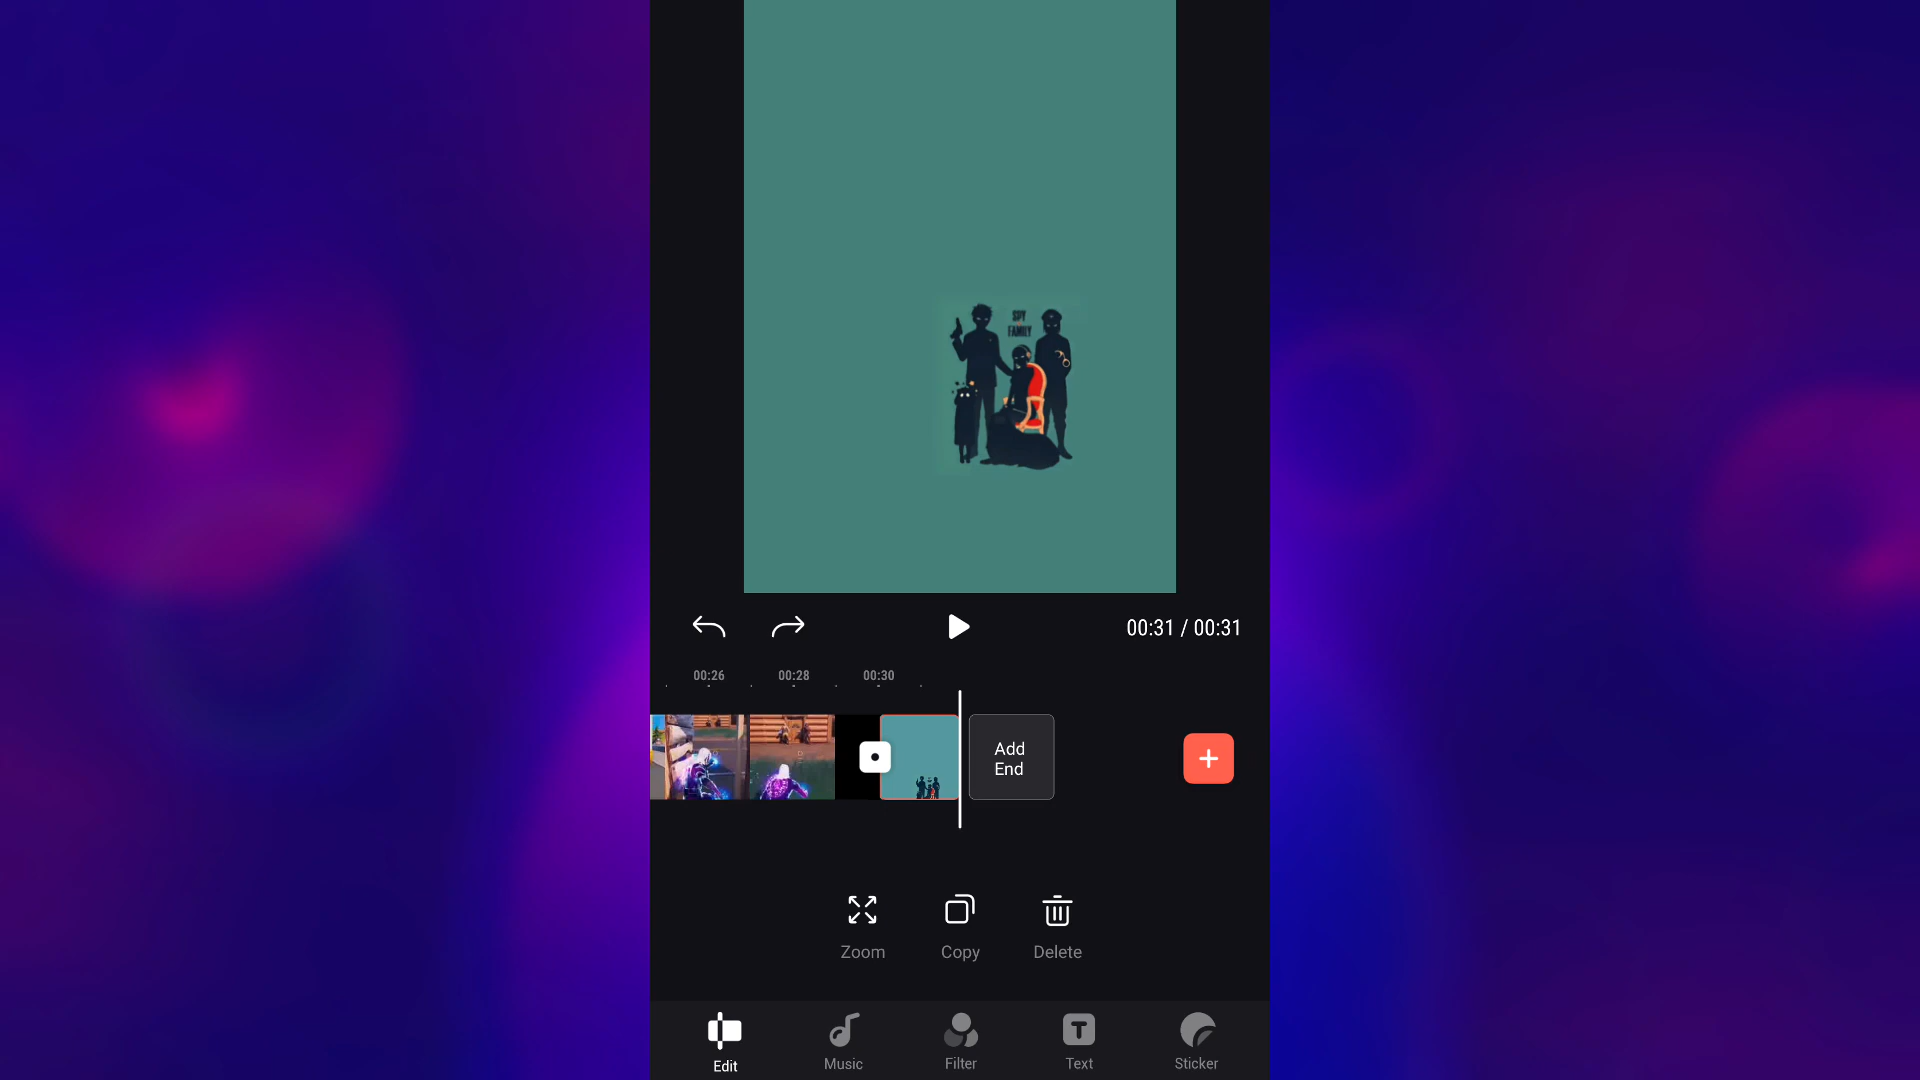 SPY
FAMILY
00:31 / 00:31
00:26
00:28
00:30
Add
End
Zoom
Copy
Delete
Edit
Music
Filter
T
Text
Sticker